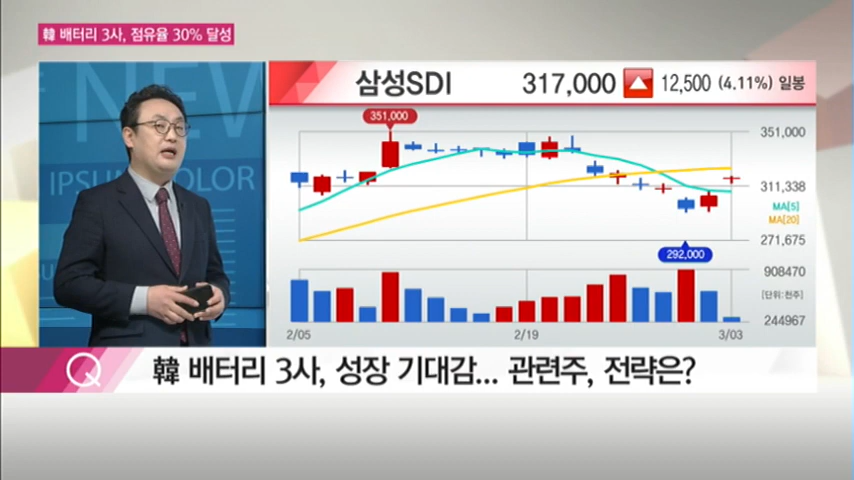 韓 배터리 3사, 점유율 30% 달성
NEW
IPSUM DOLOR
삼성SDI 317,000 12,500 (4.11%) 일봉
351,000
351,000
311,338
MA[5]
MA[20]
271,675
292,000
908470
[단위:천주]
244967
2/05 2/19 3/03
Q 韓 배터리 3사, 성장 기대감... 관련주, 전략은?